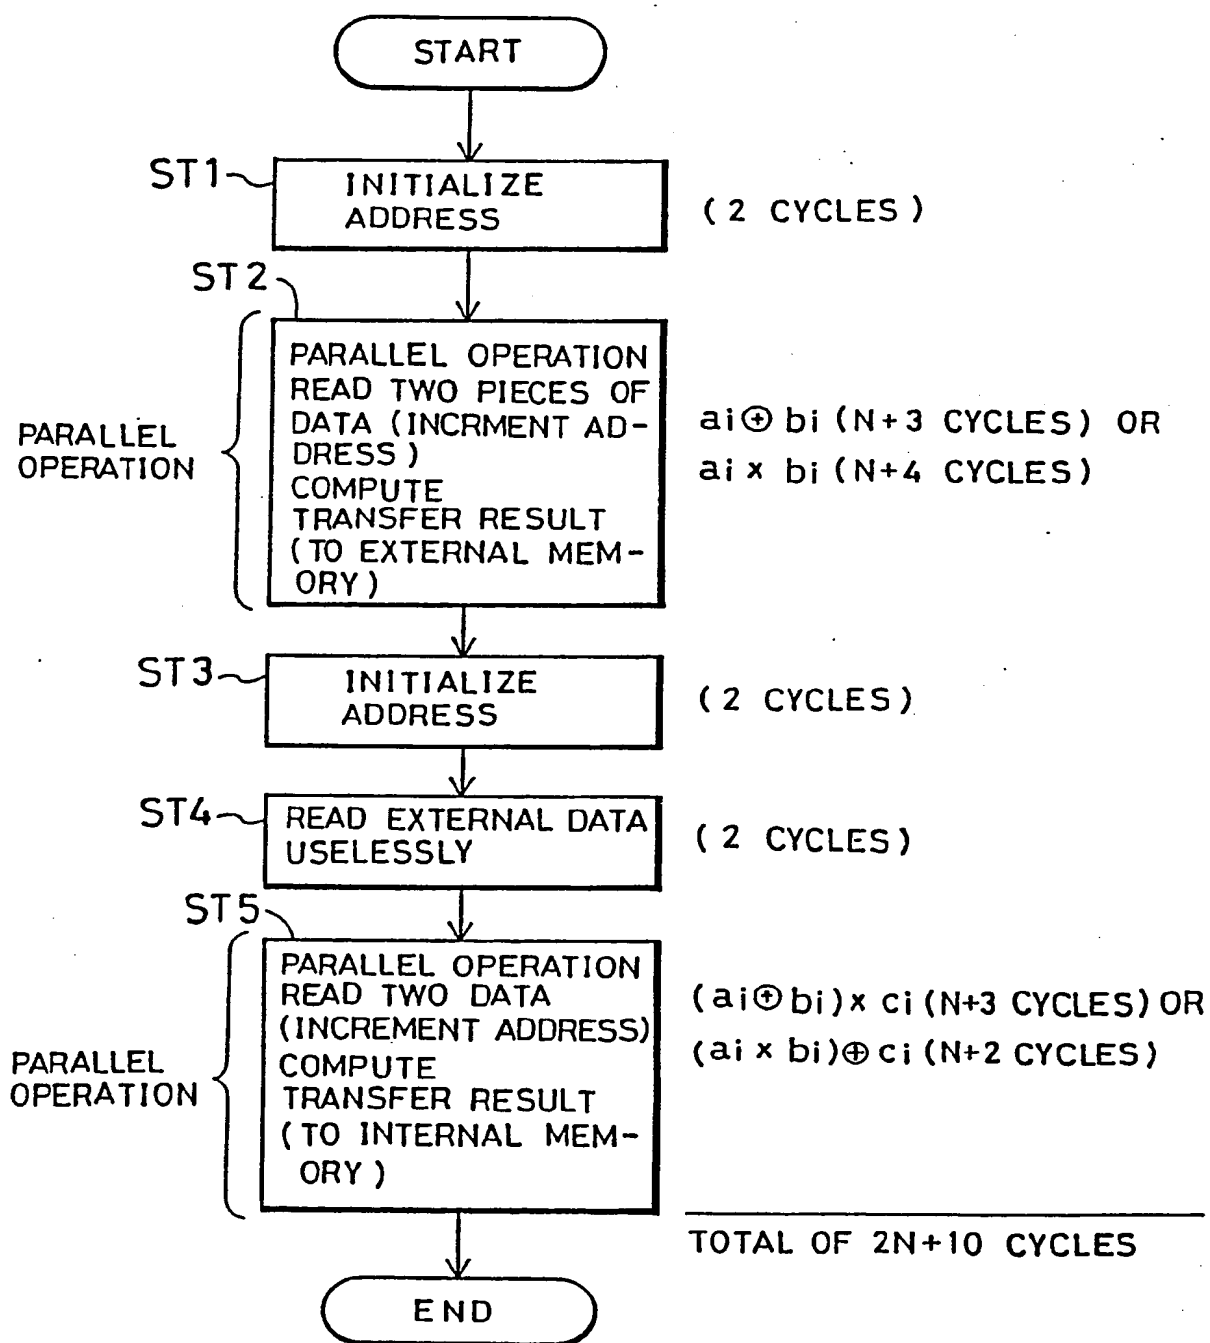 START
ST1
INITIALIZE
ADDRESS
( 2 CYCLES )
ST2
PARALLEL
OPERATION
PARALLEL OPERATION
READ TWO PIECES OF
DATA (INCRMENT AD-
DRESS )
COMPUTE
TRANSFER RESULT
( TO EXTERNAL MEM-
ORY )
ai ⊕ bi ( N+3 CYCLES ) OR
ai x bi ( N+4 CYCLES )
ST3
INITIALIZE
ADDRESS
( 2 CYCLES )
ST4
READ EXTERNAL DATA
USELESSLY
( 2 CYCLES )
ST5
PARALLEL
OPERATION
PARALLEL OPERATION
READ TWO DATA
(INCREMENT ADDRESS)
COMPUTE
TRANSFER RESULT
( TO INTERNAL MEM-
ORY )
(ai ⊕ bi) x ci (N+3 CYCLES) OR
(ai x bi) ⊕ ci (N+2 CYCLES)
TOTAL OF 2N+10 CYCLES
END